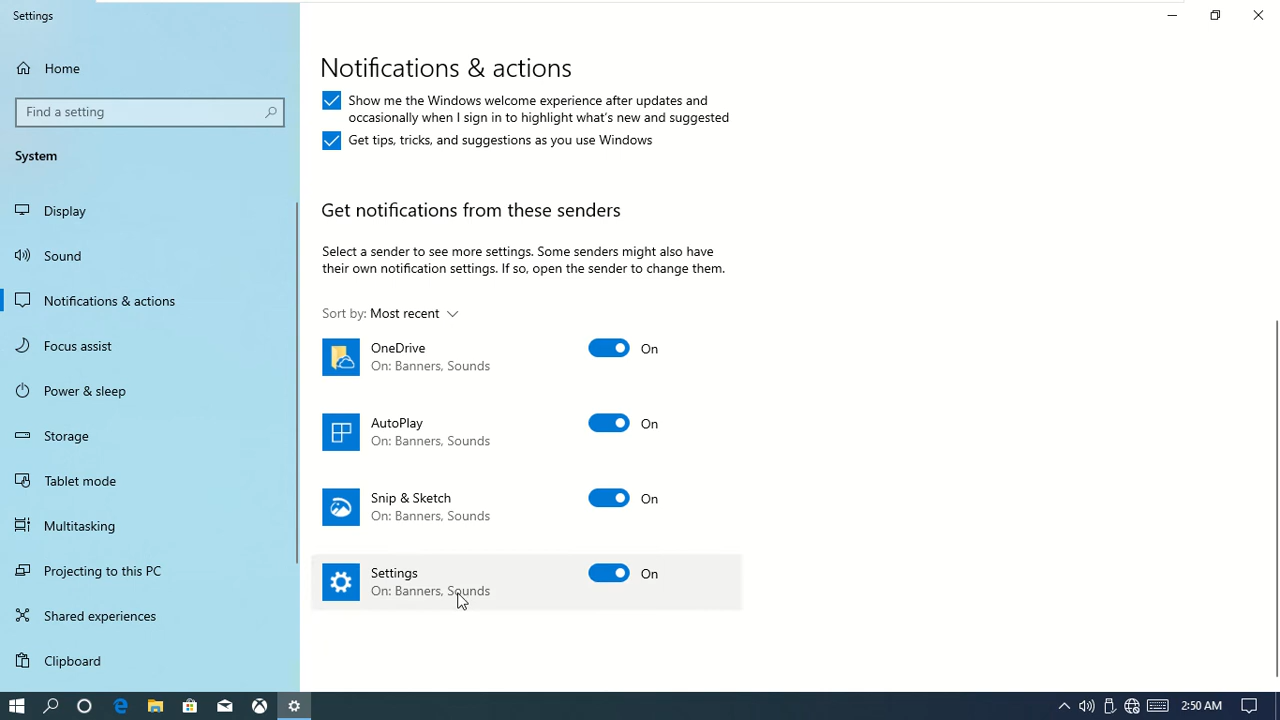 Settings
Home
Find a setting
System
Display
Sound
Notifications & actions
Focus assist
Power & sleep
Storage
Tablet mode
Multitasking
Projecting to this PC
Shared experiences
Clipboard
Notifications & actions
Show me the Windows welcome experience after updates and
occasionally when I sign in to highlight what's new and suggested
Get tips, tricks, and suggestions as you use Windows
Get notifications from these senders
Select a sender to see more settings. Some senders might also have
their own notification settings. If so, open the sender to change them.
Sort by: Most recent
OneDrive
On: Banners, Sounds
On
AutoPlay
On: Banners, Sounds
On
Snip & Sketch
On: Banners, Sounds
On
Settings
On: Banners, Sounds
On
2:50 AM